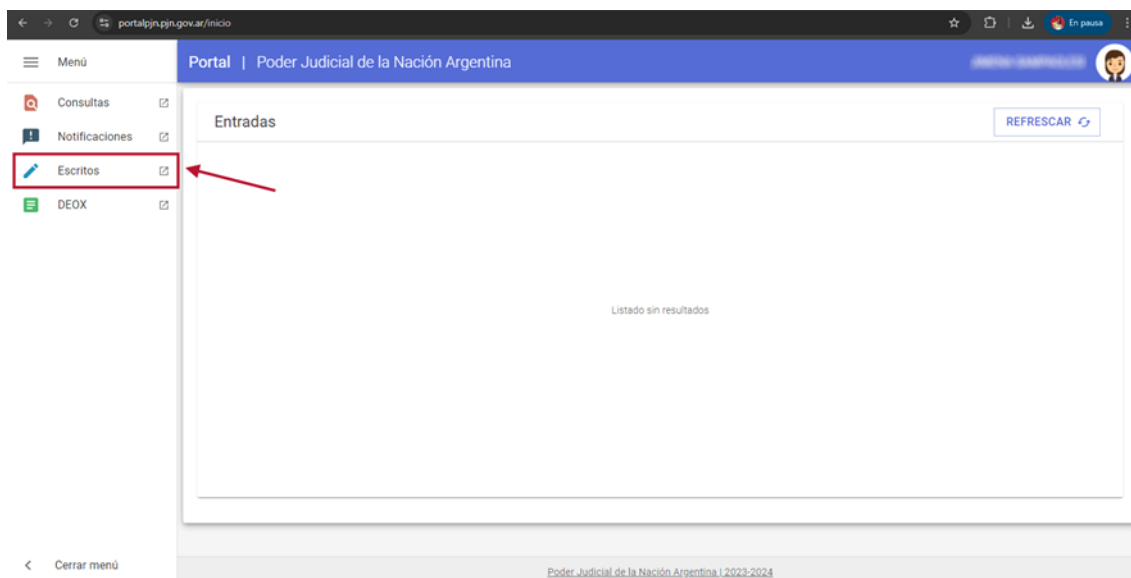 portalpjn.pjn.gov.ar/inicio
En pausa
Menú
Portal | Poder Judicial de la Nación Argentina
Consultas
Entradas
REFRESCAR
Notificaciones
Escritos
DEOX
Listado sin resultados
Cerrar menú
Poder Judicial de la Nación Argentina | 2023-2024